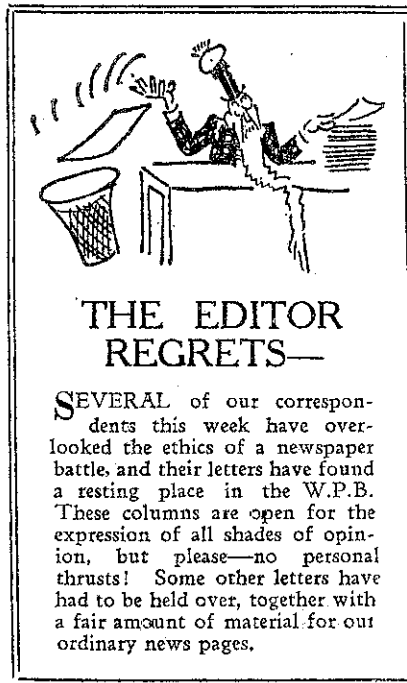 THE EDITOR
REGRETS—
SEVERAL of our correspon-
dents this week have over-
looked the ethics of a newspaper
battle, and their letters have found
a resting place in the W.P.B.
These columns are open for the
expression of all shades of opin-
ion, but please—no personal
thrusts! Some other letters have
had to be held over, together with
a fair amount of material for our
ordinary news pages.